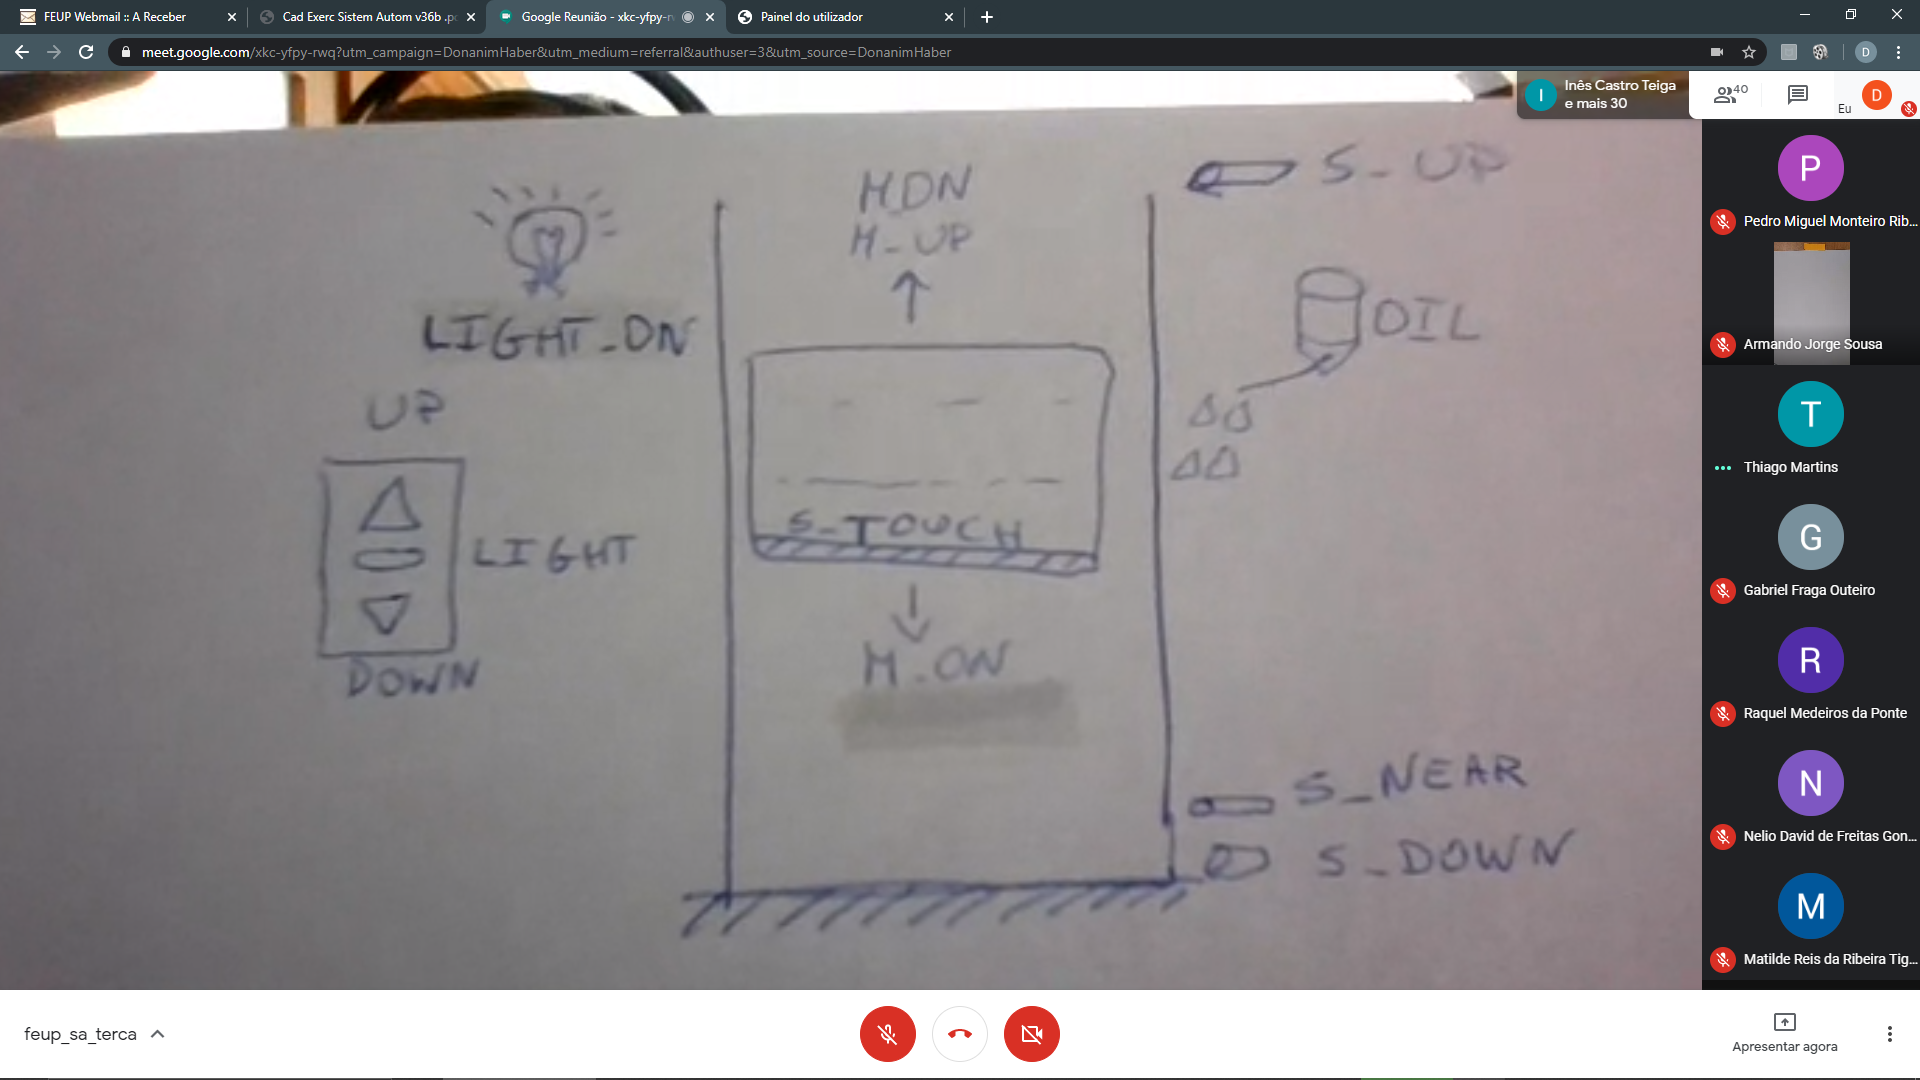 FEUP Webmail :: A Receber
Cad Exerc Sistem Autom v36b .p
Google Reunião - xkc-yfpy-r
Painel do utilizador
meet.google.com/xkc-yfpy-rwq?utm_campaign=DonanimHaber&utm_medium=referral&authuser=3&utm_source=DonanimHaber
D
I
Inês Castro Teiga
e mais 30
40
Eu
D
M_ON
M_UP
S_UP
LIGHT_ON
OIL
UP
S_TOUCH
LIGHT
M_ON
DOWN
S_NEAR
S_DOWN
P
Pedro Miguel Monteiro Rib...
Armando Jorge Sousa
T
Thiago Martins
G
Gabriel Fraga Outeiro
R
Raquel Medeiros da Ponte
N
Nelio David de Freitas Gon...
M
Matilde Reis da Ribeira Tig...
feup_sa_terca
Apresentar agora